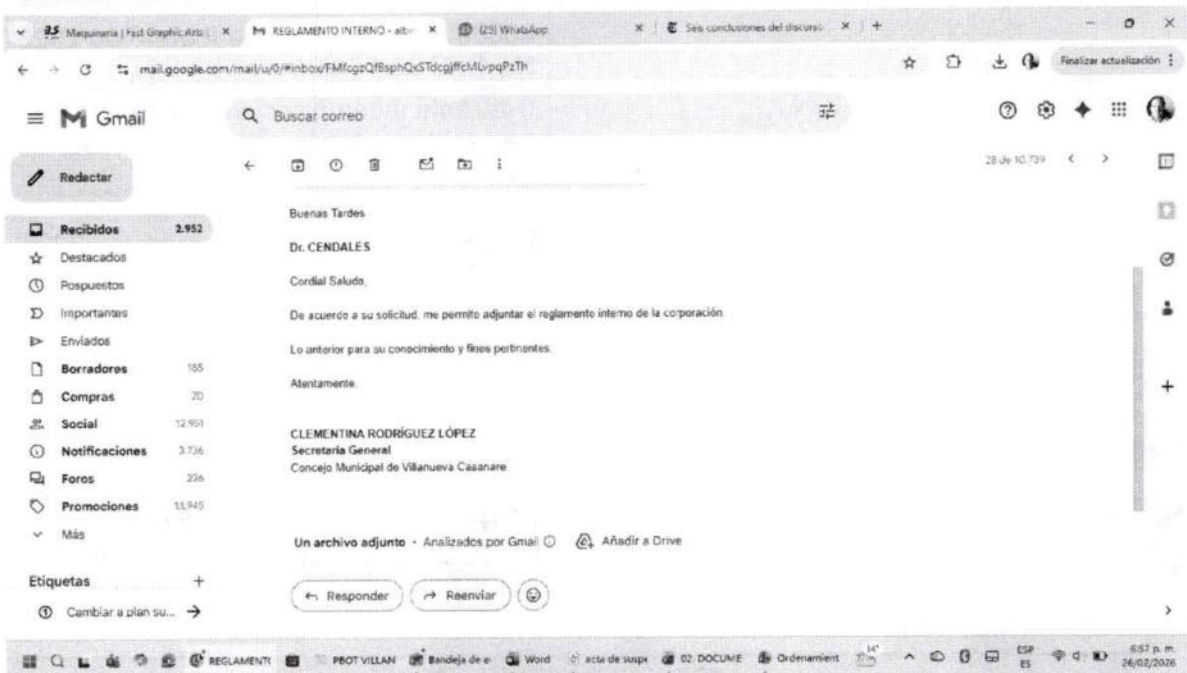 Maquinaria | Fast Graphic Arts
REGLAMENTO INTERNO - alb
(25) WhatsApp
Seis conclusiones del discurso
mail.google.com/mail/u/0/#inbox/
Finalizar actualización
Gmail
Buscar correo
Redactar
28 de 10.739
Recibidos 2.952
Destacados
Pospuestos
Importantes
Enviados
Borradores 165
Compras 70
Social 12.951
Notificaciones 3.736
Foros 236
Promociones 13.945
Más
Etiquetas
Cambiar a plan su...
Buenas Tardes
Dr. CENDALES
Cordial Saludo,
De acuerdo a su solicitud, me permito adjuntar el reglamento interno de la corporación.
Lo anterior para su conocimiento y fines pertinentes.
Atentamente,
CLEMENTINA RODRÍGUEZ LÓPEZ
Secretaria General
Concejo Municipal de Villanueva Casanare
Un archivo adjunto • Analizados por Gmail
Añadir a Drive
Responder
Reenviar
REGLAMENTO
PBOT VILLAN
Bandeja de e
Word
acta de suspe
02. DOCUME
Ordenamient
14°
ESP
ES
6:57 p. m.
26/02/2026